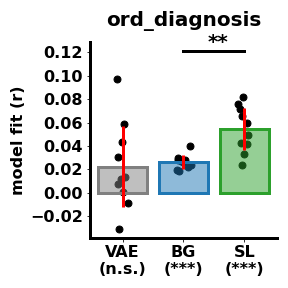 ord_diagnosis
**
0.12
0.10
0.08
0.06
0.04
0.02
0.00
−0.02
model fit (r)
VAE BG SL
(n.s.) (***) (***)